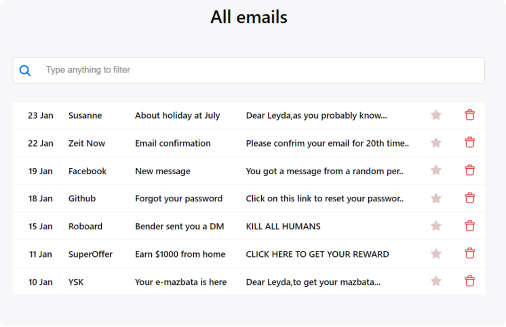 All emails
Type anything to filter
23 Jan Susanne About holiday at July Dear Leyda,as you probably know...
22 Jan Zeit Now Email confirmation Please confrim your email for 20th time..
19 Jan Facebook New message You got a message from a random per..
18 Jan Github Forgot your password Click on this link to reset your passwor..
15 Jan Roboard Bender sent you a DM KILL ALL HUMANS
11 Jan SuperOffer Earn $1000 from home CLICK HERE TO GET YOUR REWARD
10 Jan YSK Your e-mazbata is here Dear Leyda,to get your mazbata...